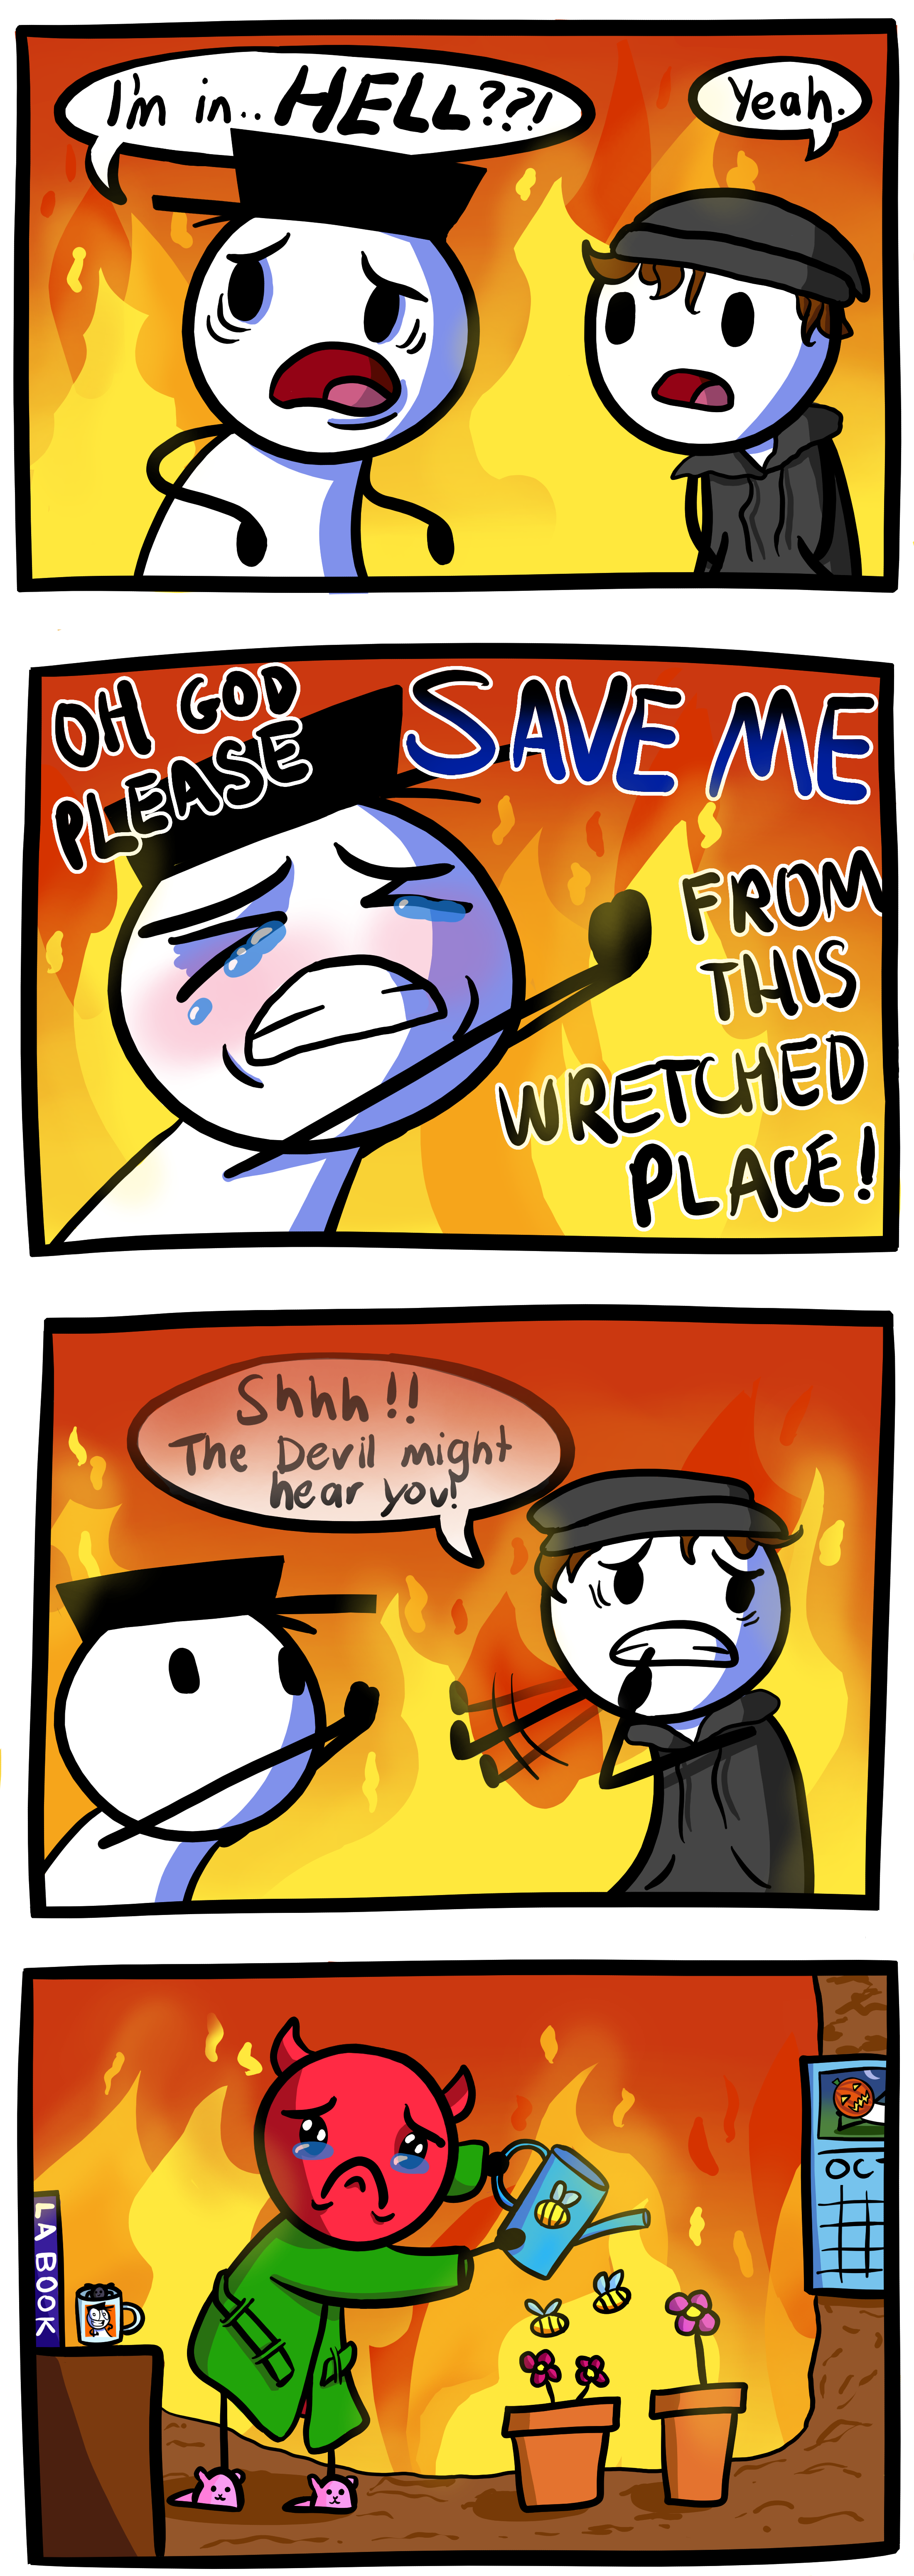 I'm in.. HELL??!
Yeah.
OH GOD
PLEASE
SAVE ME
FROM
THIS
WRETCHED
PLACE!
Shhh!!
The Devil might
hear you!
LA BOOK
OCT